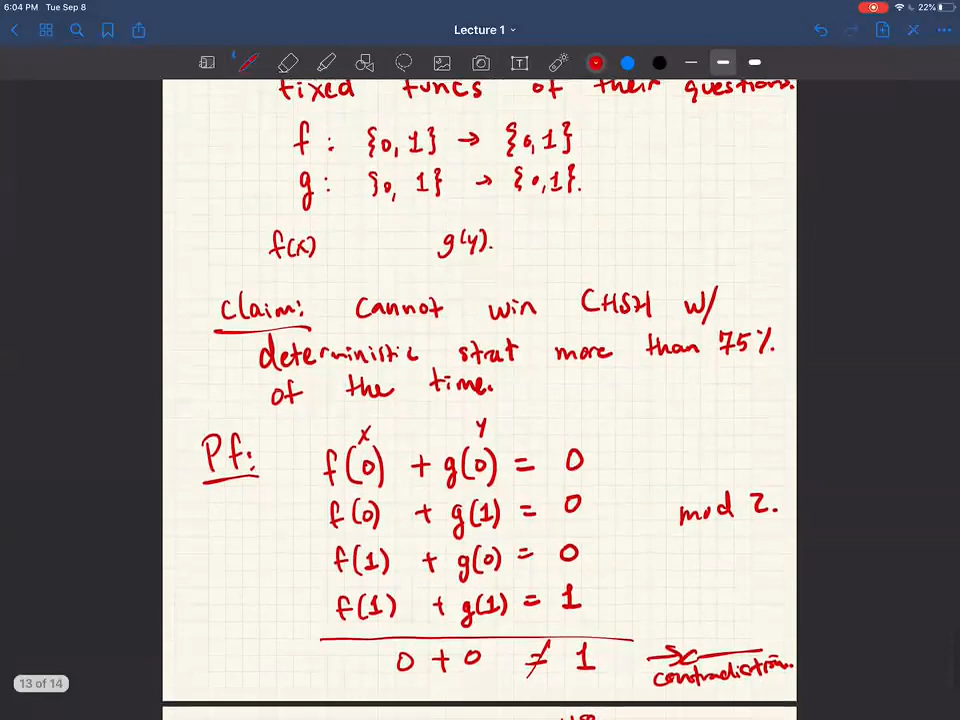 6:04 PM Tue Sep 8
22%
Lecture 1
fixed funcs of their questions.
f : {0, 1} → {0, 1}
g : {0, 1} → {0, 1}.
f(x) g(y).
Claim: Cannot win CHSH w/
deterministic strat more than 75%
of the time.
x y
Pf: f(0) + g(0) = 0
f(0) + g(1) = 0 mod 2.
f(1) + g(0) = 0
f(1) + g(1) = 1
0 + 0 ≠ 1
contradiction.
13 of 14